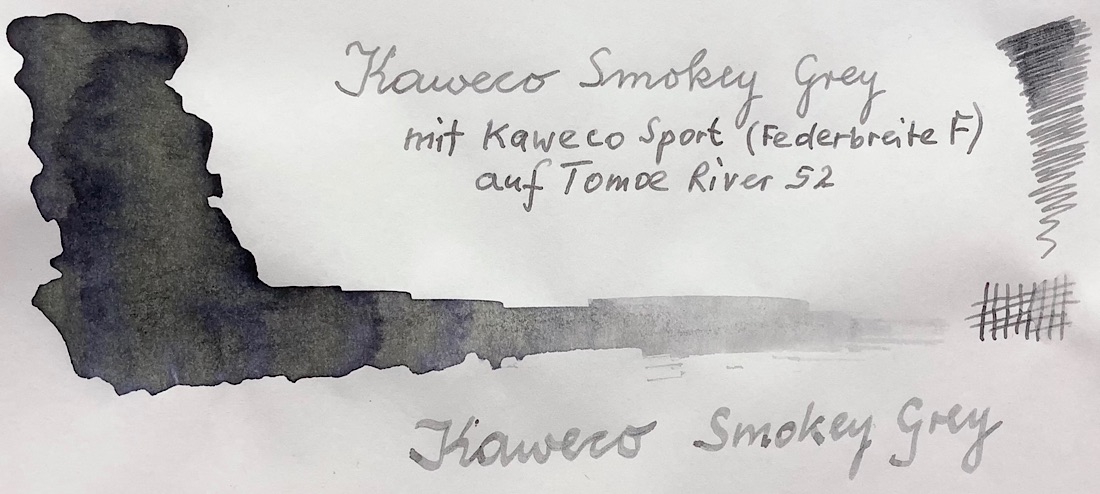 Kaweco Smokey Grey
mit Kaweco Sport (Federbreite F)
auf Tomoe River 52
Kaweco Smokey Grey